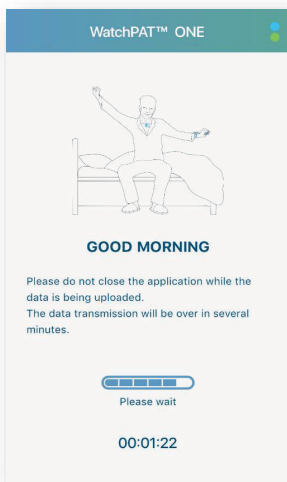 WatchPAT™ ONE
GOOD MORNING
Please do not close the application while the
data is being uploaded.
The data transmission will be over in several
minutes.
Please wait
00:01:22